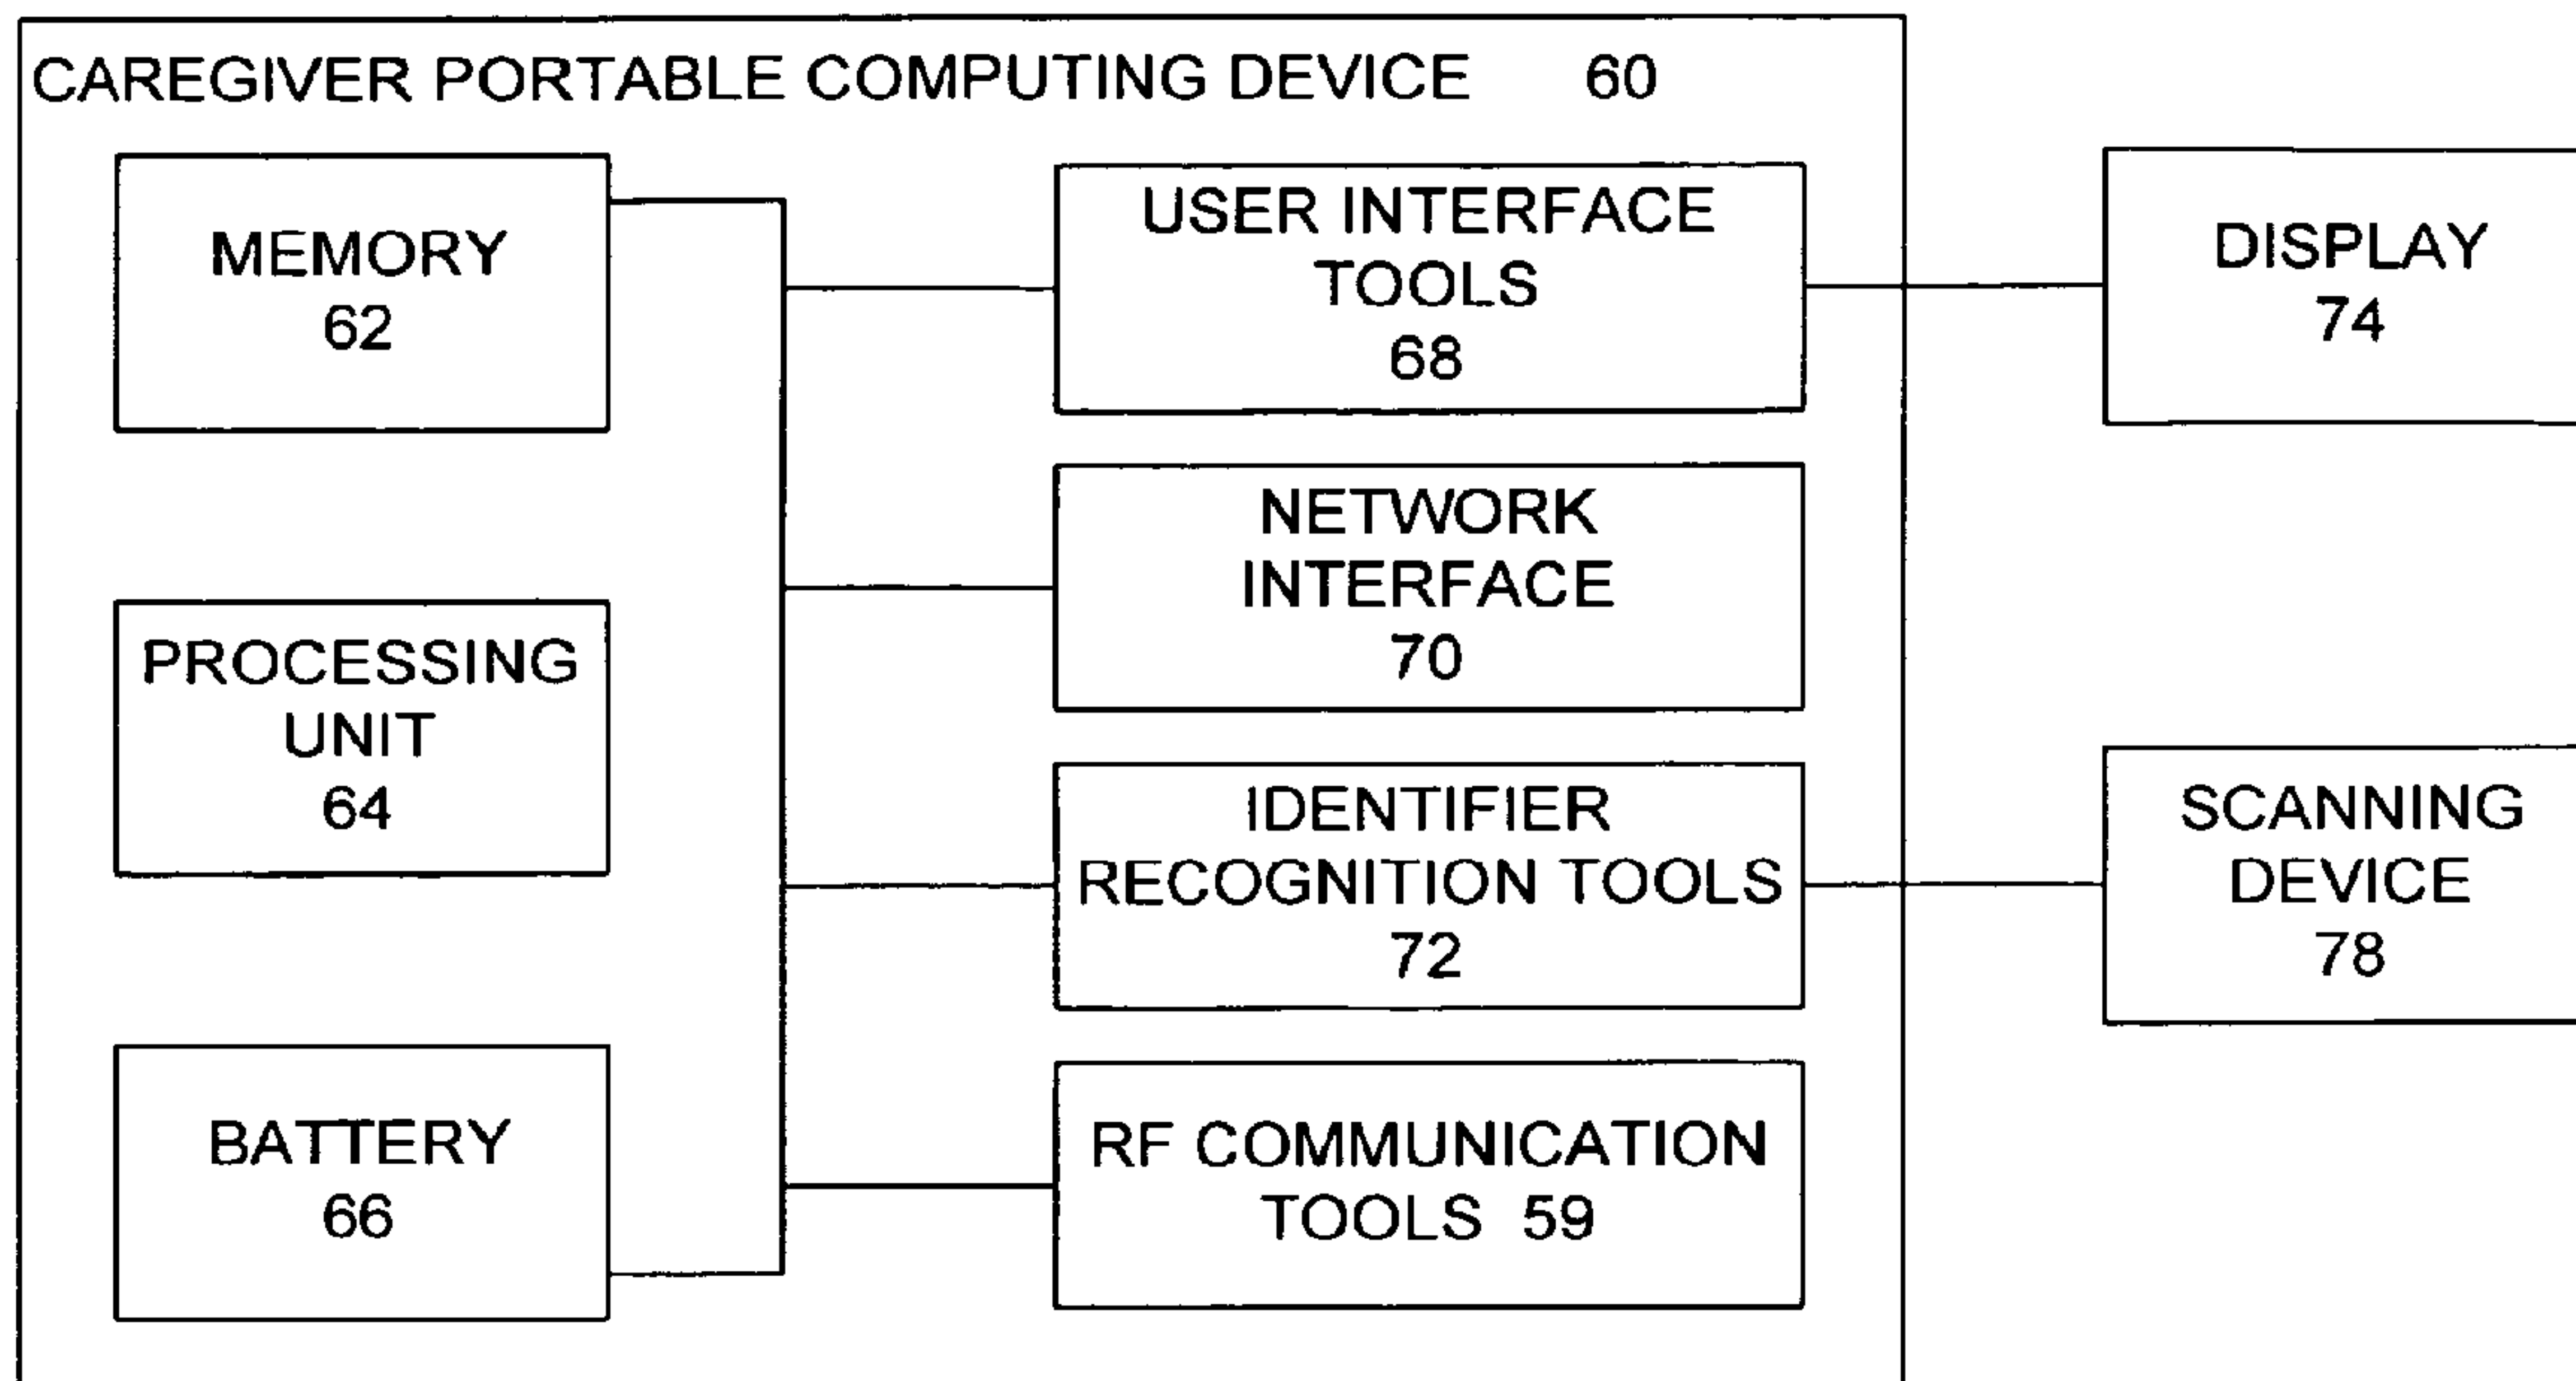 CAREGIVER PORTABLE COMPUTING DEVICE 60
MEMORY
62
USER INTERFACE
TOOLS
68
DISPLAY
74
NETWORK
INTERFACE
70
PROCESSING
UNIT
64
IDENTIFIER
RECOGNITION TOOLS
72
SCANNING
DEVICE
78
BATTERY
66
RF COMMUNICATION
TOOLS 59